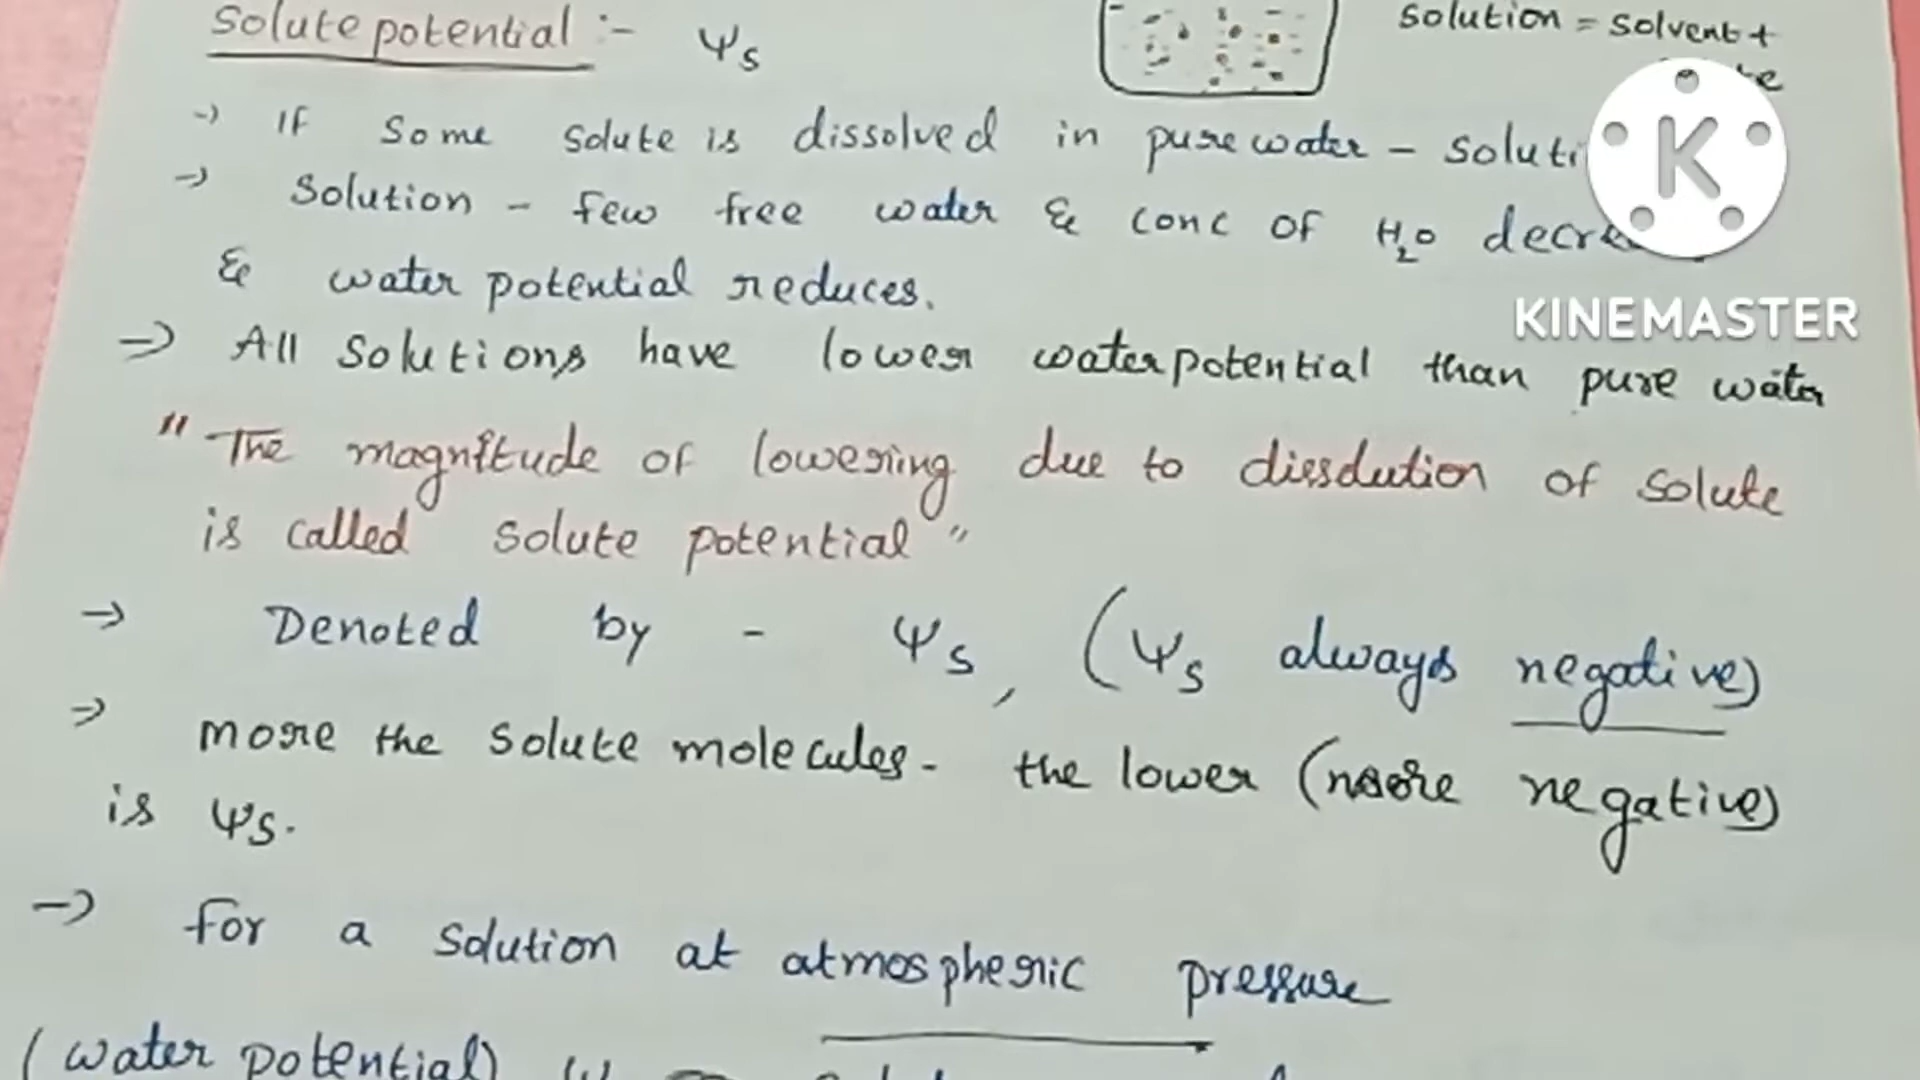 Solute potential :- Ψs
solution = solvent +
-> If some solute is dissolved in pure water -
-> Solution - few free water & conc of H₂O
& water potential reduces.
-> All solutions have lower water potential than pure water
"The magnitude of lowering due to dissdution of solute
is called solute potential"
-> Denoted by - Ψs, (Ψs always negative)
-> more the solute molecules - the lower (more negative)
is Ψs.
-> for a solution at atmospheric pressure
(water potential)
K
KINEMASTER